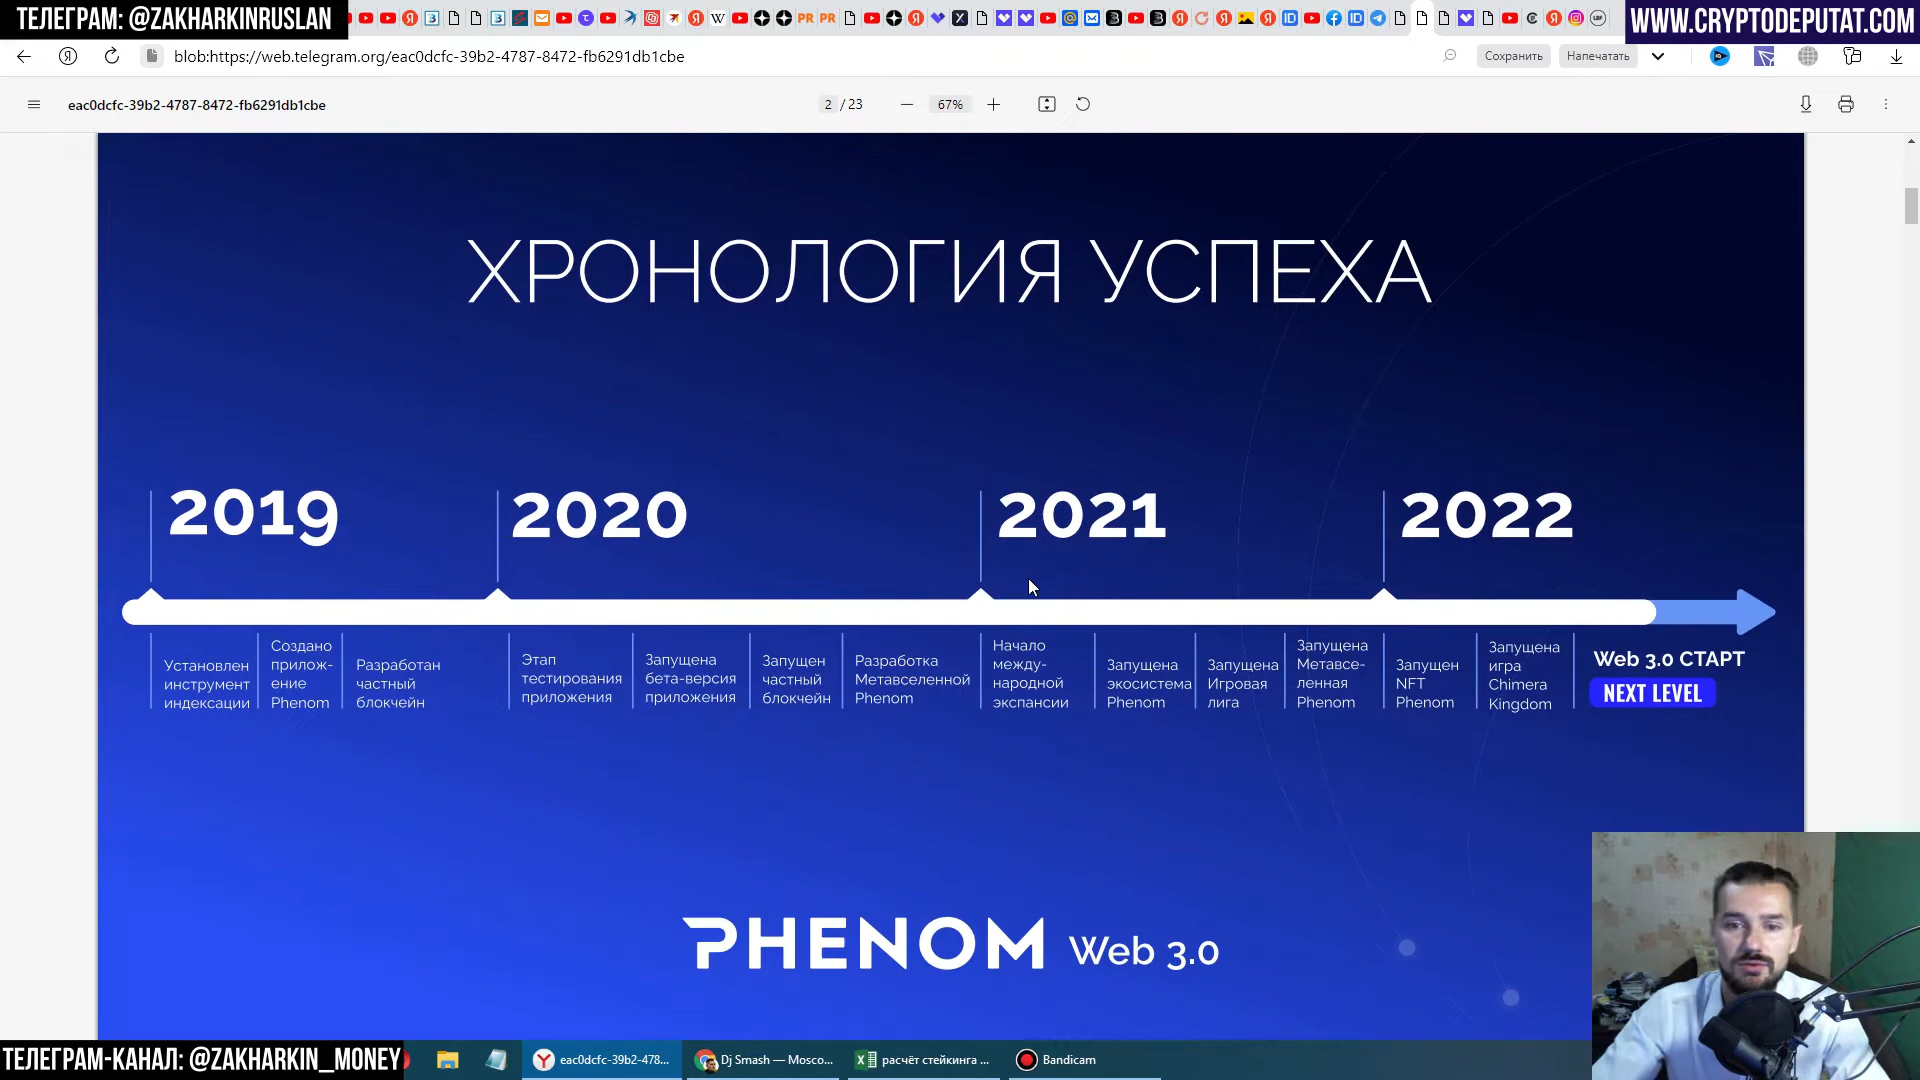 ТЕЛЕГРАМ: @ZAKHARKINRUSLAN
WWW.CRYPTODEPUTAT.COM
blob:https://web.telegram.org/eac0dcfc-39b2-4787-8472-fb6291db1cbe
Сохранить
Напечатать
eac0dcfc-39b2-4787-8472-fb6291db1cbe
2 / 23
67%
ХРОНОЛОГИЯ УСПЕХА
2019
2020
2021
2022
Установлен
инструмент
индексации
Создано
прилож-
ение
Phenom
Разработан
частный
блокчейн
Этап
тестирования
приложения
Запущена
бета-версия
приложения
Запущен
частный
блокчейн
Разработка
Метавселенной
Phenom
Начало
между-
народной
экспансии
Запущена
экосистема
Phenom
Запущена
Игровая
лига
Запущена
Метавсе-
ленная
Phenom
Запущен
NFT
Phenom
Запущена
игра
Chimera
Kingdom
Web 3.0 СТАРТ
NEXT LEVEL
PHENOM Web 3.0
ТЕЛЕГРАМ-КАНАЛ: @ZAKHARKIN_MONEY
eac0dcfc-39b2-478...
Dj Smash — Mosco...
расчёт стейкинга ...
Bandicam